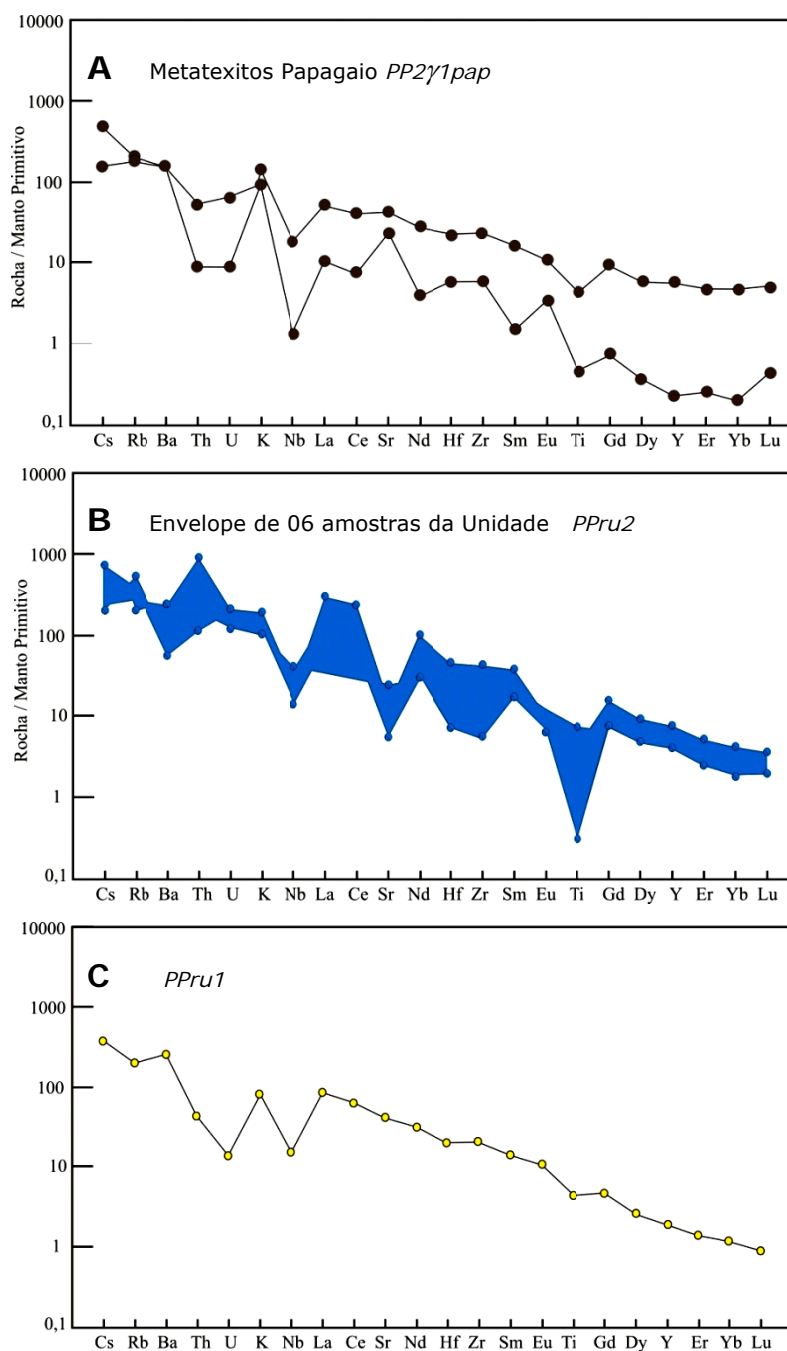 10000
A Metatexitos Papagaio PP2γ1pap
1000
100
10
1
0,1
Rocha / Manto Primitivo
Cs Rb Ba Th U K Nb La Ce Sr Nd Hf Zr Sm Eu Ti Gd Dy Y Er Yb Lu
10000
B Envelope de 06 amostras da Unidade PPru2
1000
100
10
1
0,1
Rocha / Manto Primitivo
Cs Rb Ba Th U K Nb La Ce Sr Nd Hf Zr Sm Eu Ti Gd Dy Y Er Yb Lu
10000
C PPru1
1000
100
10
1
0,1
Rocha / Manto Primitivo
Cs Rb Ba Th U K Nb La Ce Sr Nd Hf Zr Sm Eu Ti Gd Dy Y Er Yb Lu